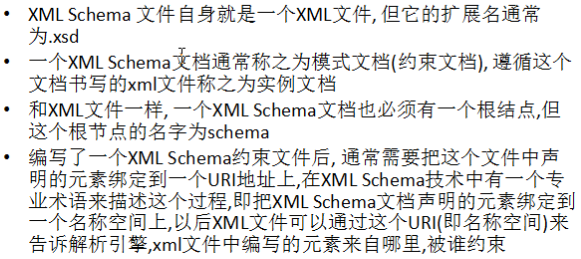 • XML Schema 文件自身就是一个XML文件, 但它的扩展名通常
为.xsd
• 一个XML Schema文档通常称之为模式文档(约束文档), 遵循这个
文档书写的xml文件称之为实例文档
• 和XML文件一样, 一个XML Schema文档也必须有一个根结点,但
这个根节点的名字为schema
• 编写了一个XML Schema约束文件后, 通常需要把这个文件中声
明的元素绑定到一个URI地址上,在XML Schema技术中有一个专
业术语来描述这个过程,即把XML Schema文档声明的元素绑定到
一个名称空间上,以后XML文件可以通过这个URI(即名称空间)来
告诉解析引擎,xml文件中编写的元素来自哪里,被谁约束